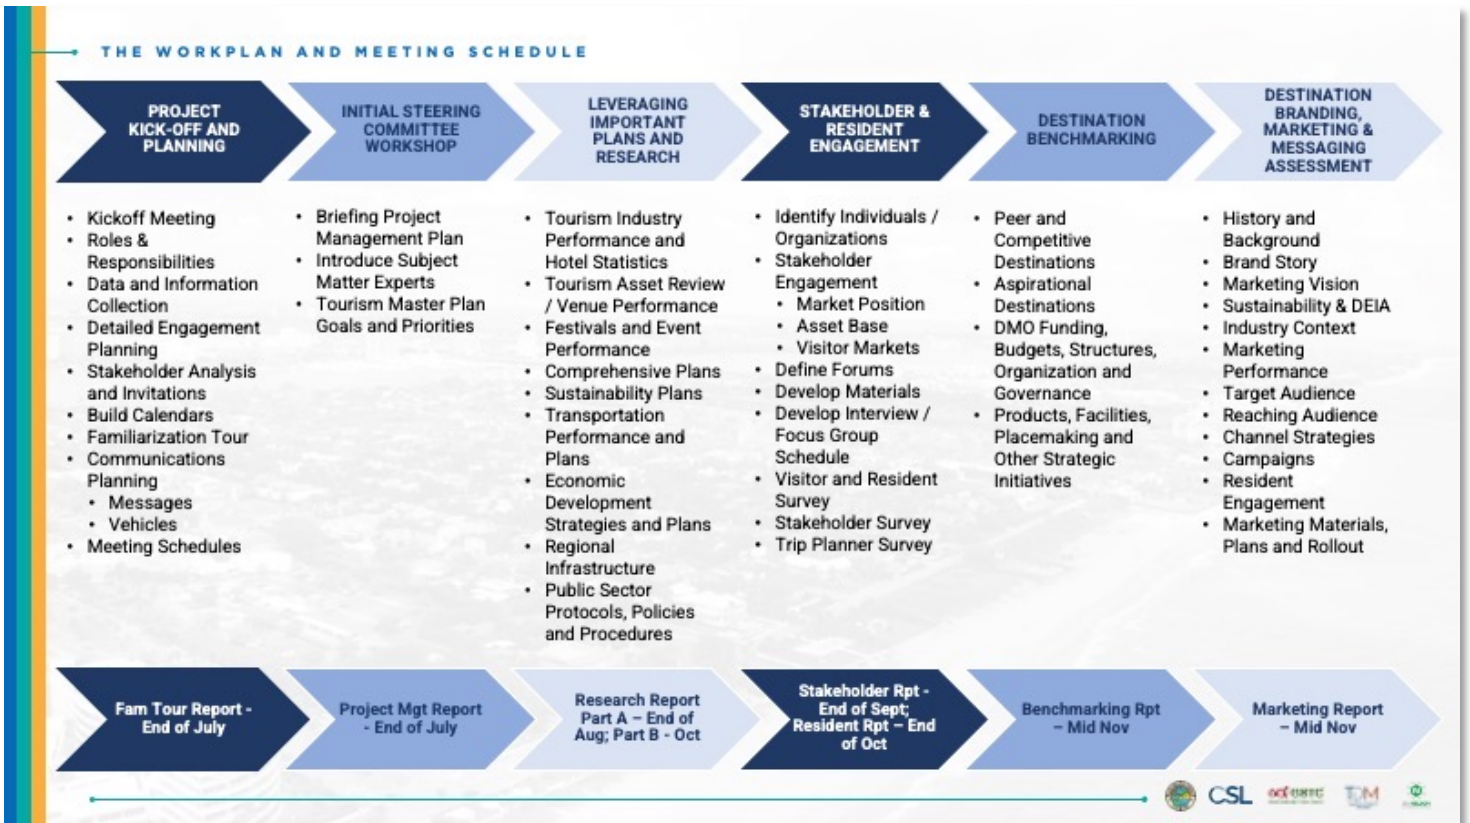 THE WORKPLAN AND MEETING SCHEDULE
PROJECT
KICK-OFF AND
PLANNING
INITIAL STEERING
COMMITTEE
WORKSHOP
LEVERAGING
IMPORTANT
PLANS AND
RESEARCH
STAKEHOLDER &
RESIDENT
ENGAGEMENT
DESTINATION
BENCHMARKING
DESTINATION
BRANDING,
MARKETING &
MESSAGING
ASSESSMENT
• Kickoff Meeting
• Roles &
Responsibilities
• Data and Information
Collection
• Detailed Engagement
Planning
• Stakeholder Analysis
and Invitations
• Build Calendars
• Familiarization Tour
• Communications
Planning
• Messages
• Vehicles
• Meeting Schedules
• Briefing Project
Management Plan
• Introduce Subject
Matter Experts
• Tourism Master Plan
Goals and Priorities
• Tourism Industry
Performance and
Hotel Statistics
• Tourism Asset Review
/ Venue Performance
• Festivals and Event
Performance
• Comprehensive Plans
• Sustainability Plans
• Transportation
Performance and
Plans
• Economic
Development
Strategies and Plans
• Regional
Infrastructure
• Public Sector
Protocols, Policies
and Procedures
• Identify Individuals /
Organizations
• Stakeholder
Engagement
• Market Position
• Asset Base
• Visitor Markets
• Define Forums
• Develop Materials
• Develop Interview /
Focus Group
Schedule
• Visitor and Resident
Survey
• Stakeholder Survey
• Trip Planner Survey
• Peer and
Competitive
Destinations
• Aspirational
Destinations
• DMO Funding,
Budgets, Structures,
Organization and
Governance
• Products, Facilities,
Placemaking and
Other Strategic
Initiatives
• History and
Background
• Brand Story
• Marketing Vision
• Sustainability & DEIA
• Industry Context
• Marketing
Performance
• Target Audience
• Reaching Audience
• Channel Strategies
• Campaigns
• Resident
Engagement
• Marketing Materials,
Plans and Rollout
Fam Tour Report -
End of July
Project Mgt Report
- End of July
Research Report
Part A – End of
Aug; Part B - Oct
Stakeholder Rpt -
End of Sept;
Resident Rpt – End
of Oct
Benchmarking Rpt
– Mid Nov
Marketing Report
– Mid Nov
CSL